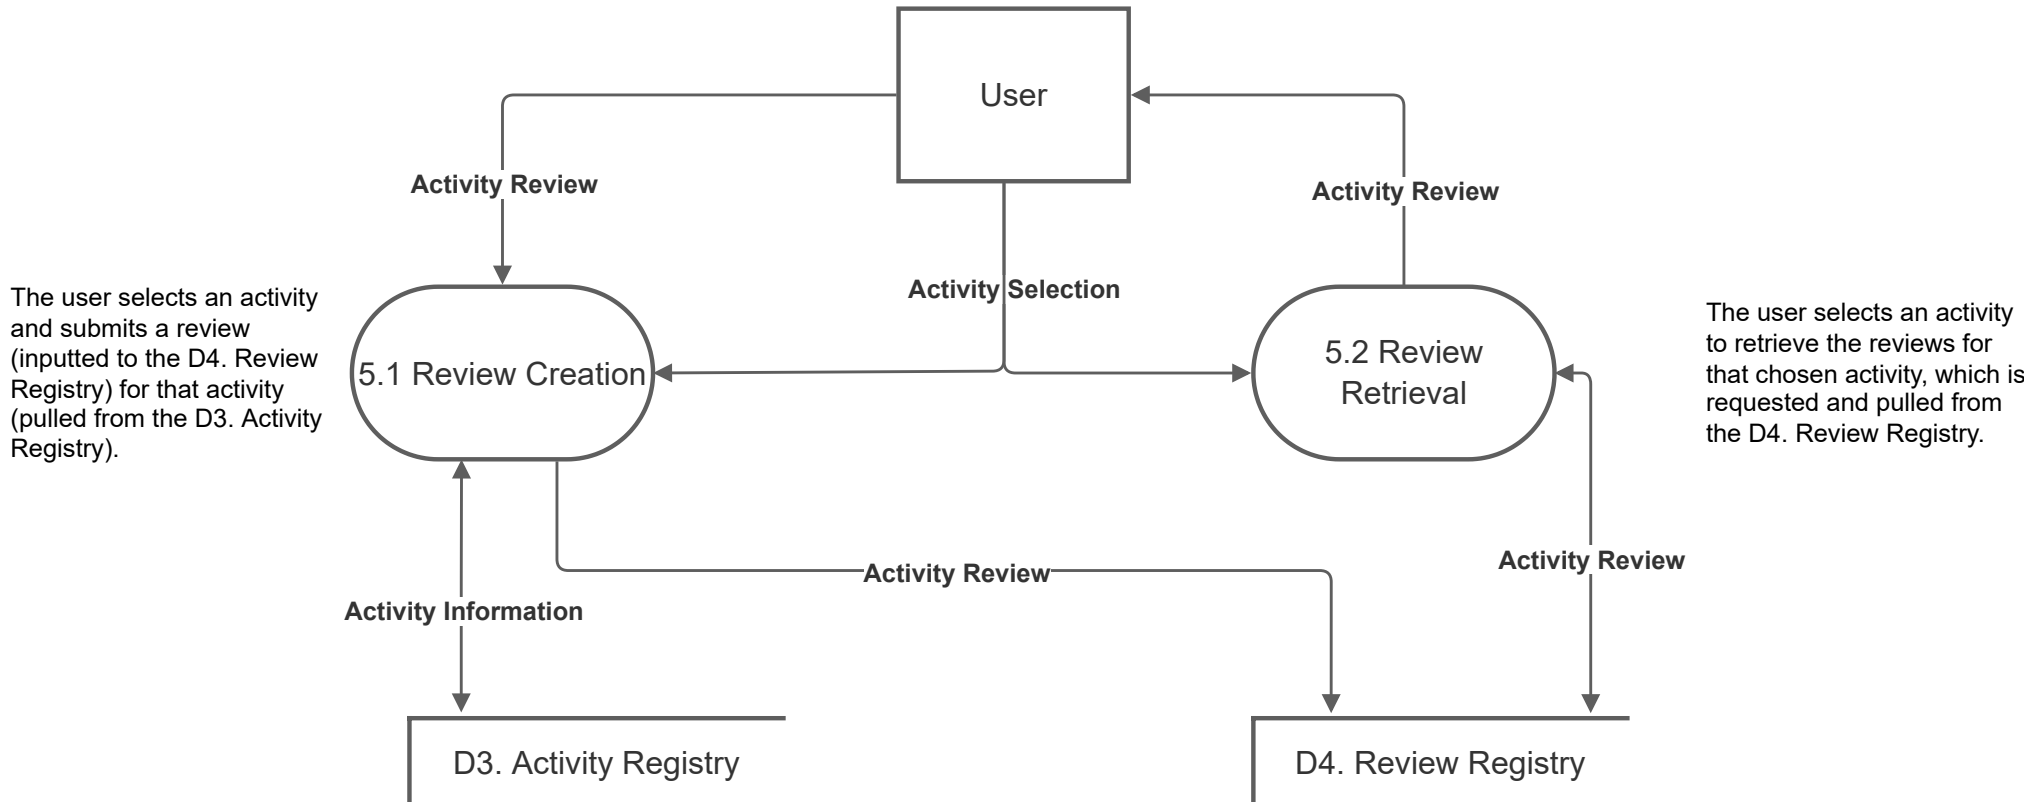 User
Activity Review
Activity Review
Activity Selection
The user selects an activity
and submits a review
(inputted to the D4. Review
Registry) for that activity
(pulled from the D3. Activity
Registry).
5.1 Review Creation
5.2 Review
Retrieval
The user selects an activity
to retrieve the reviews for
that chosen activity, which is
requested and pulled from
the D4. Review Registry.
Activity Review
Activity Review
Activity Information
D3. Activity Registry
D4. Review Registry